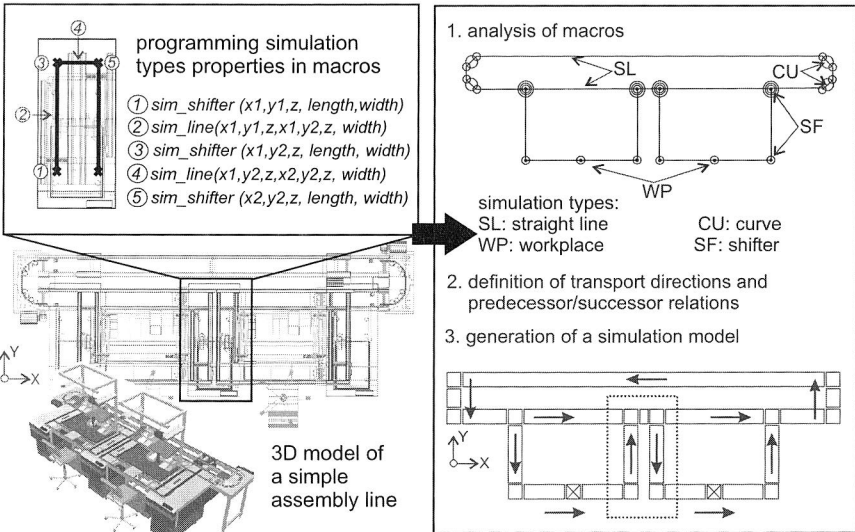 ④
③
⑤
②
①
programming simulation
types properties in macros
① sim_shifter (x1,y1,z, length,width)
② sim_line(x1,y1,z,x1,y2,z, width)
③ sim_shifter (x1,y2,z, length, width)
④ sim_line(x1,y2,z,x2,y2,z, width)
⑤ sim_shifter (x2,y2,z, length, width)
Y
X
3D model of
a simple
assembly line
1. analysis of macros
SL
CU
SF
WP
simulation types:
SL: straight line CU: curve
WP: workplace SF: shifter
2. definition of transport directions and
predecessor/successor relations
3. generation of a simulation model
Y
X